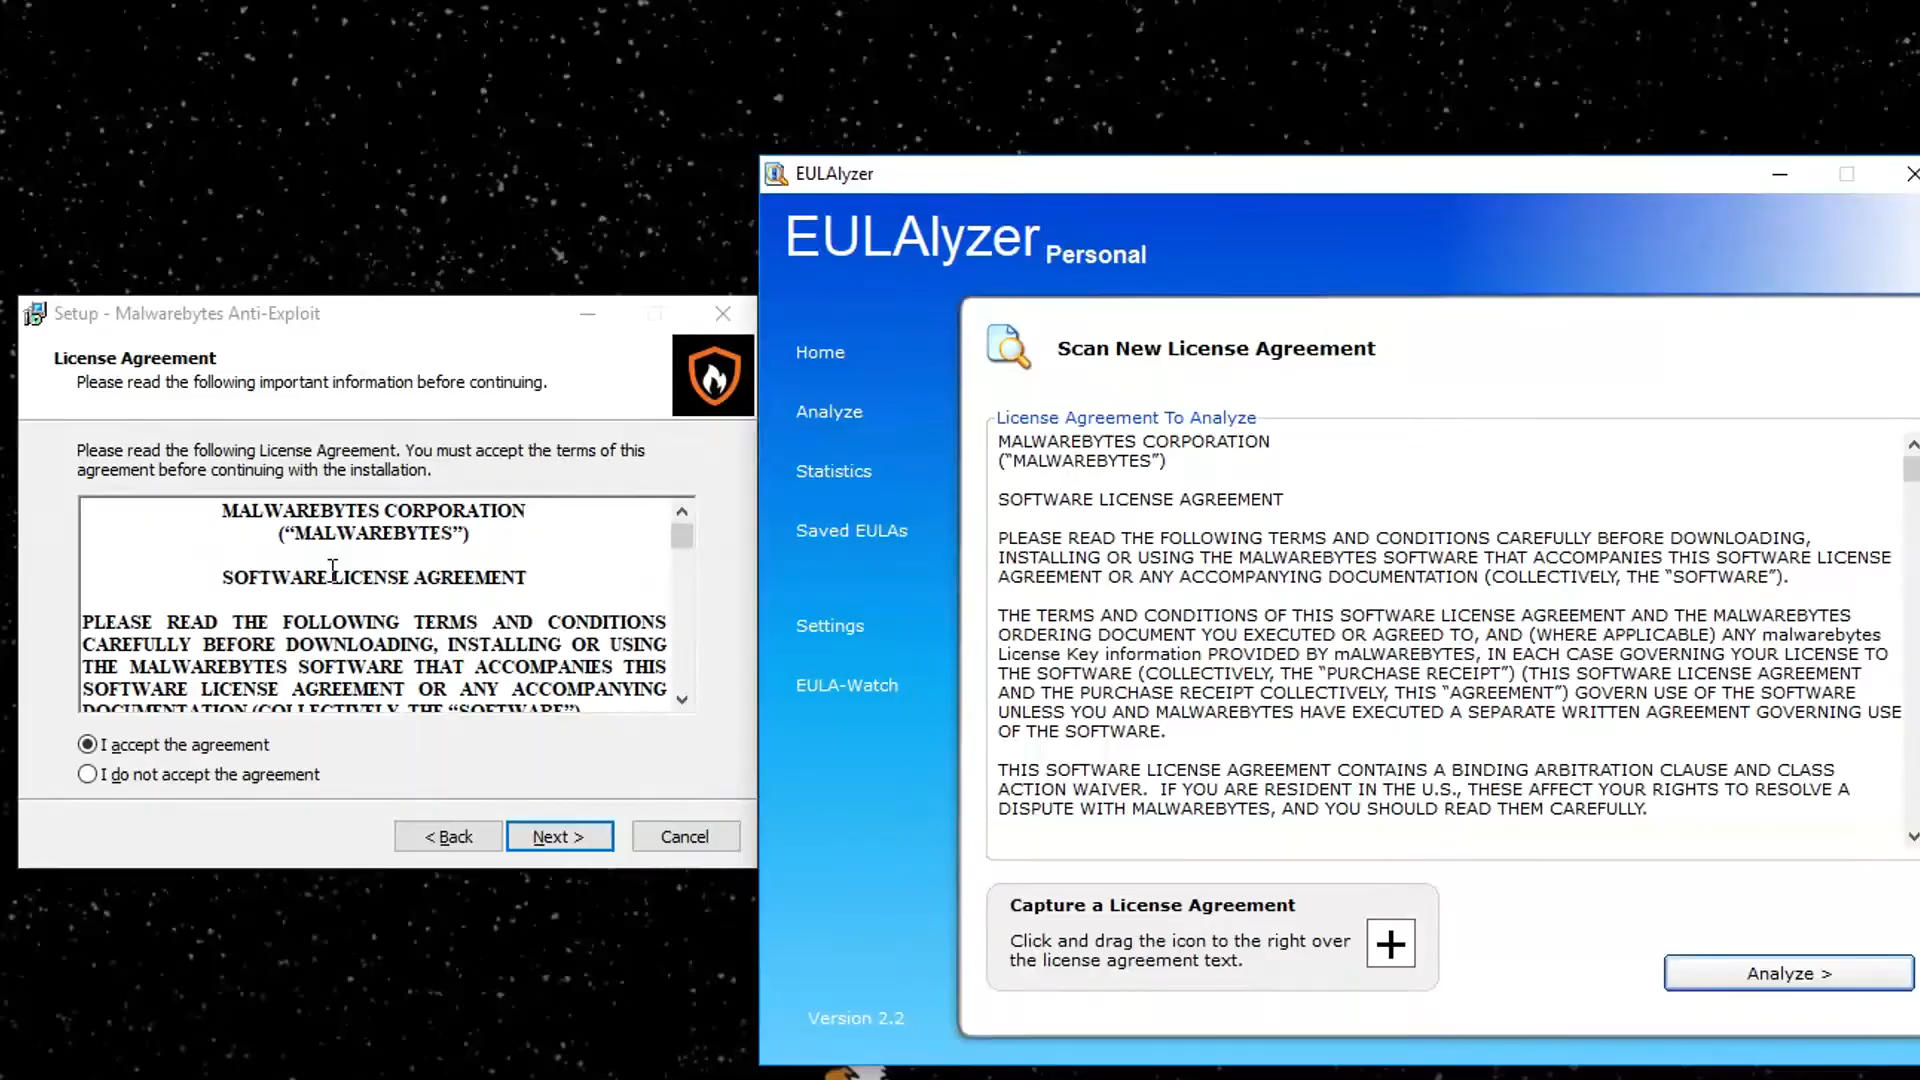 Setup - Malwarebytes Anti-Exploit
License Agreement
Please read the following important information before continuing.
Please read the following License Agreement. You must accept the terms of this
agreement before continuing with the installation.
MALWAREBYTES CORPORATION
(“MALWAREBYTES”)
SOFTWARE LICENSE AGREEMENT
PLEASE READ THE FOLLOWING TERMS AND CONDITIONS
CAREFULLY BEFORE DOWNLOADING, INSTALLING OR USING
THE MALWAREBYTES SOFTWARE THAT ACCOMPANIES THIS
SOFTWARE LICENSE AGREEMENT OR ANY ACCOMPANYING
DOCUMENTATION (COLLECTIVELY, THE “SOFTWARE”).
I accept the agreement
I do not accept the agreement
< Back
Next >
Cancel
EULAlyzer
EULAlyzer Personal
Home
Analyze
Statistics
Saved EULAs
Settings
EULA-Watch
Version 2.2
Scan New License Agreement
License Agreement To Analyze
MALWAREBYTES CORPORATION
(“MALWAREBYTES”)
SOFTWARE LICENSE AGREEMENT
PLEASE READ THE FOLLOWING TERMS AND CONDITIONS CAREFULLY BEFORE DOWNLOADING,
INSTALLING OR USING THE MALWAREBYTES SOFTWARE THAT ACCOMPANIES THIS SOFTWARE LICENSE
AGREEMENT OR ANY ACCOMPANYING DOCUMENTATION (COLLECTIVELY, THE “SOFTWARE”).
THE TERMS AND CONDITIONS OF THIS SOFTWARE LICENSE AGREEMENT AND THE MALWAREBYTES
ORDERING DOCUMENT YOU EXECUTED OR AGREED TO, AND (WHERE APPLICABLE) ANY malwarebytes
License Key information PROVIDED BY mALWAREBYTES, IN EACH CASE GOVERNING YOUR LICENSE TO
THE SOFTWARE (COLLECTIVELY, THE “PURCHASE RECEIPT”) (THIS SOFTWARE LICENSE AGREEMENT
AND THE PURCHASE RECEIPT COLLECTIVELY, THIS “AGREEMENT”) GOVERN USE OF THE SOFTWARE
UNLESS YOU AND MALWAREBYTES HAVE EXECUTED A SEPARATE WRITTEN AGREEMENT GOVERNING USE
OF THE SOFTWARE.
THIS SOFTWARE LICENSE AGREEMENT CONTAINS A BINDING ARBITRATION CLAUSE AND CLASS
ACTION WAIVER.  IF YOU ARE RESIDENT IN THE U.S., THESE AFFECT YOUR RIGHTS TO RESOLVE A
DISPUTE WITH MALWAREBYTES, AND YOU SHOULD READ THEM CAREFULLY.
Capture a License Agreement
Click and drag the icon to the right over
the license agreement text.
Analyze >